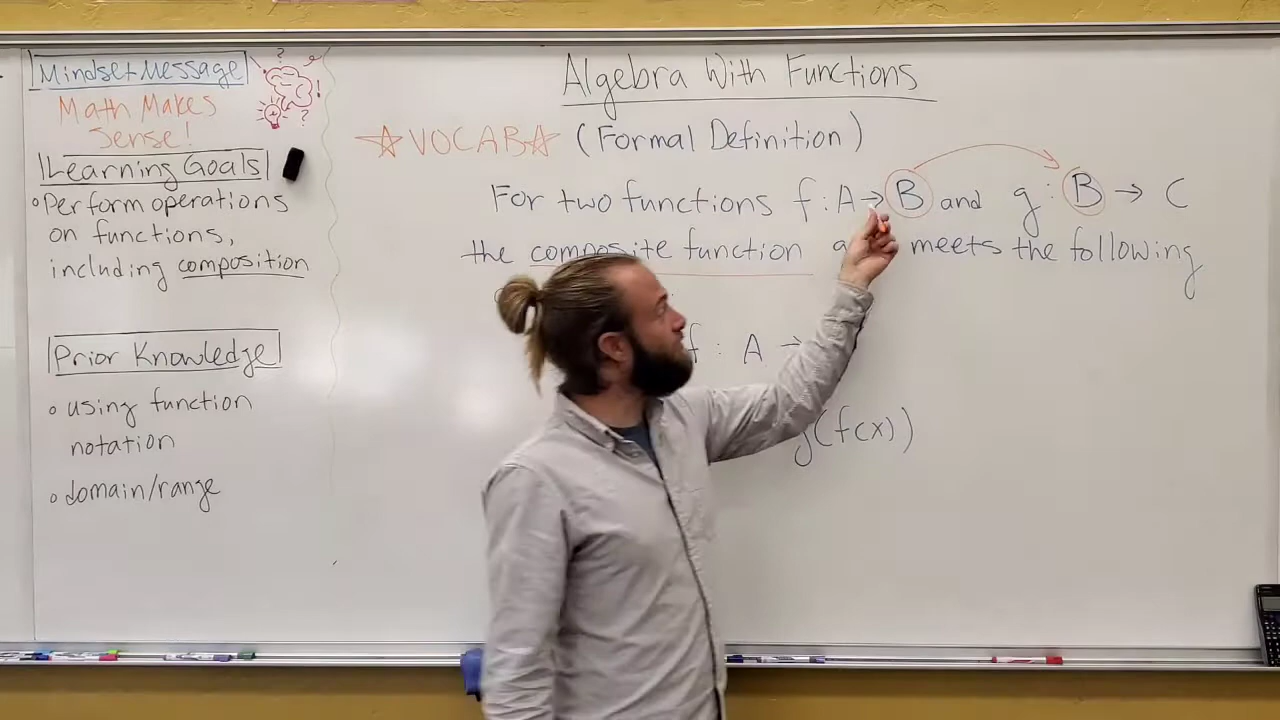 Mindset Message
Math Makes
Sense!
Learning Goals
Perform operations
on functions,
including composition
Prior Knowledge
using function
notation
domain/range
Algebra With Functions
VOCAB (Formal Definition)
For two functions f : A → B and g : B → C
the composite function meets the following
f : A →
g(f(x))